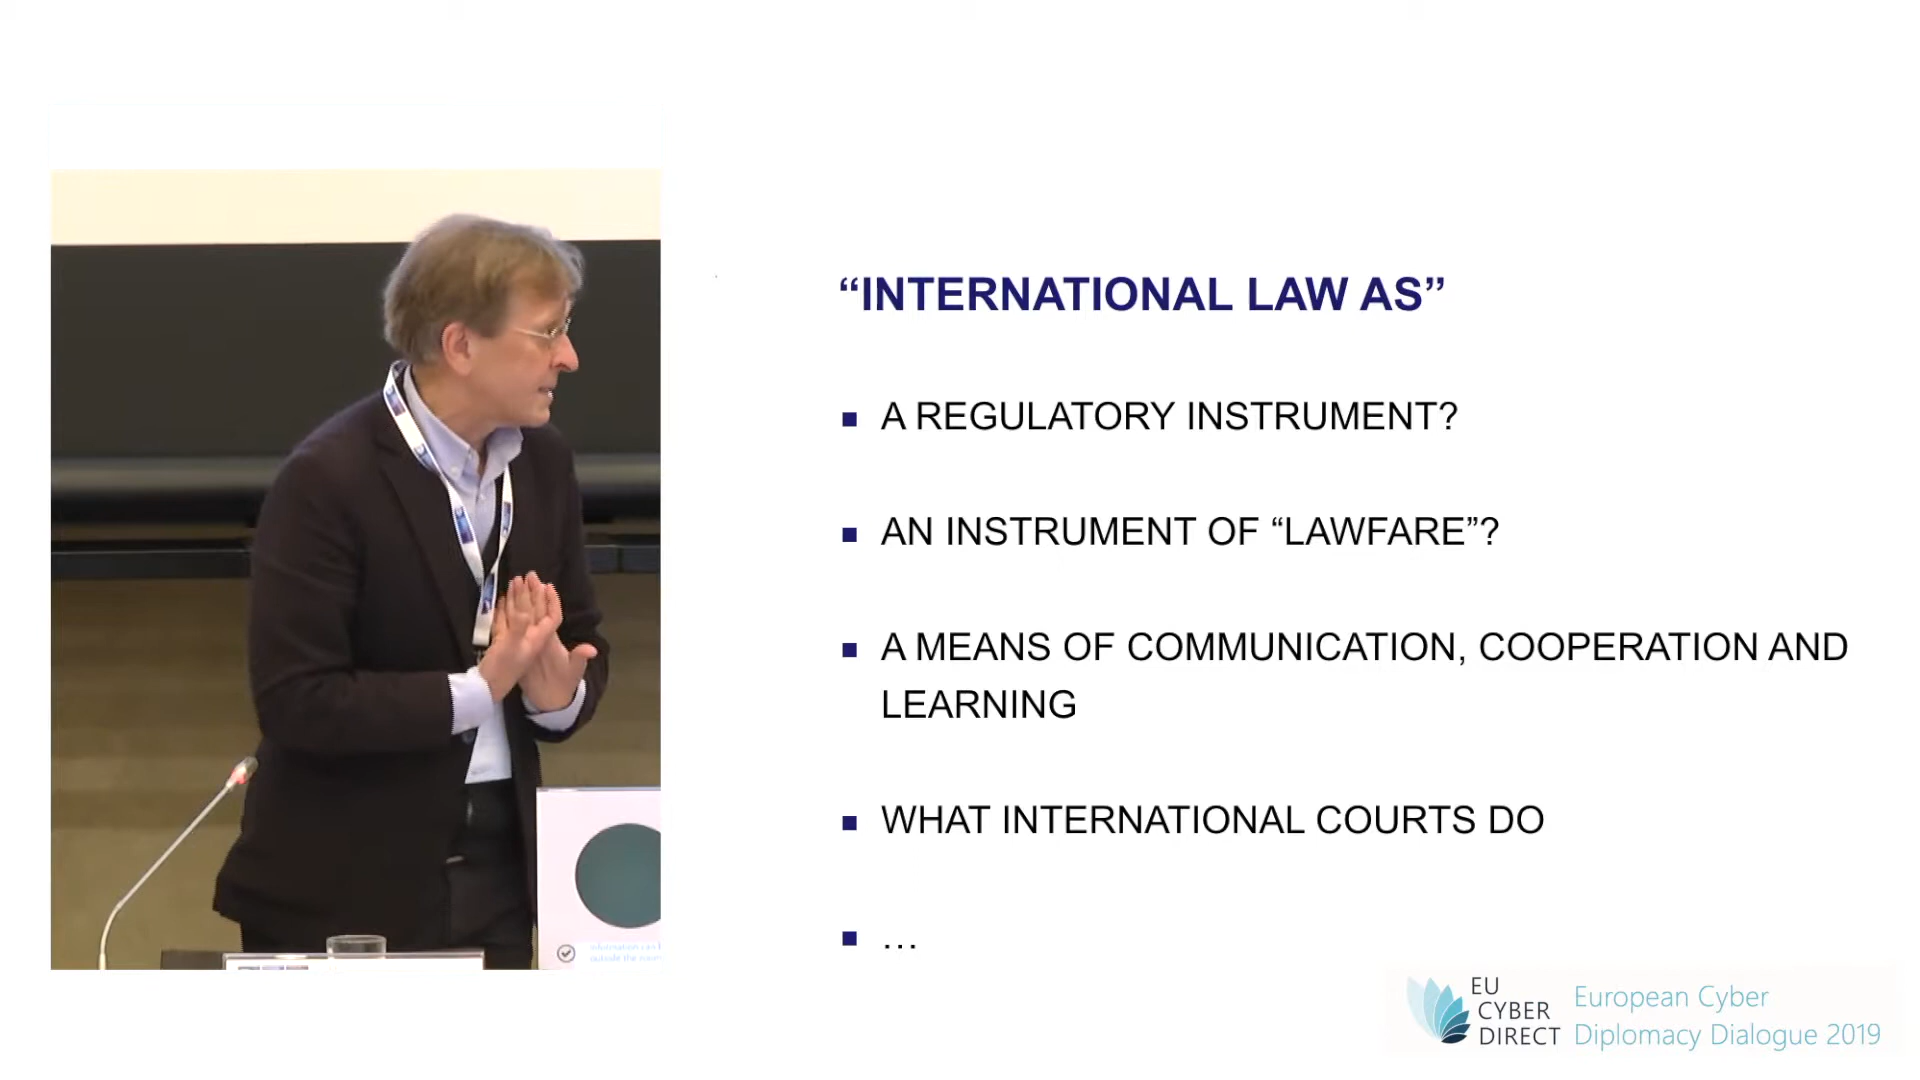 “INTERNATIONAL LAW AS”
▪ A REGULATORY INSTRUMENT?
▪ AN INSTRUMENT OF “LAWFARE”?
▪ A MEANS OF COMMUNICATION, COOPERATION AND
LEARNING
▪ WHAT INTERNATIONAL COURTS DO
▪ …
EU
CYBER
DIRECT
European Cyber
Diplomacy Dialogue 2019